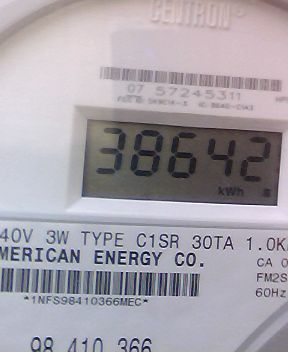 CENTRON®
07 57245311
38642
kWh
40V 3W TYPE C1SR 30TA 1.0K
MERICAN ENERGY CO.
CA 0
FM2S
60Hz
*1NFS98410366MEC*
98 410 366